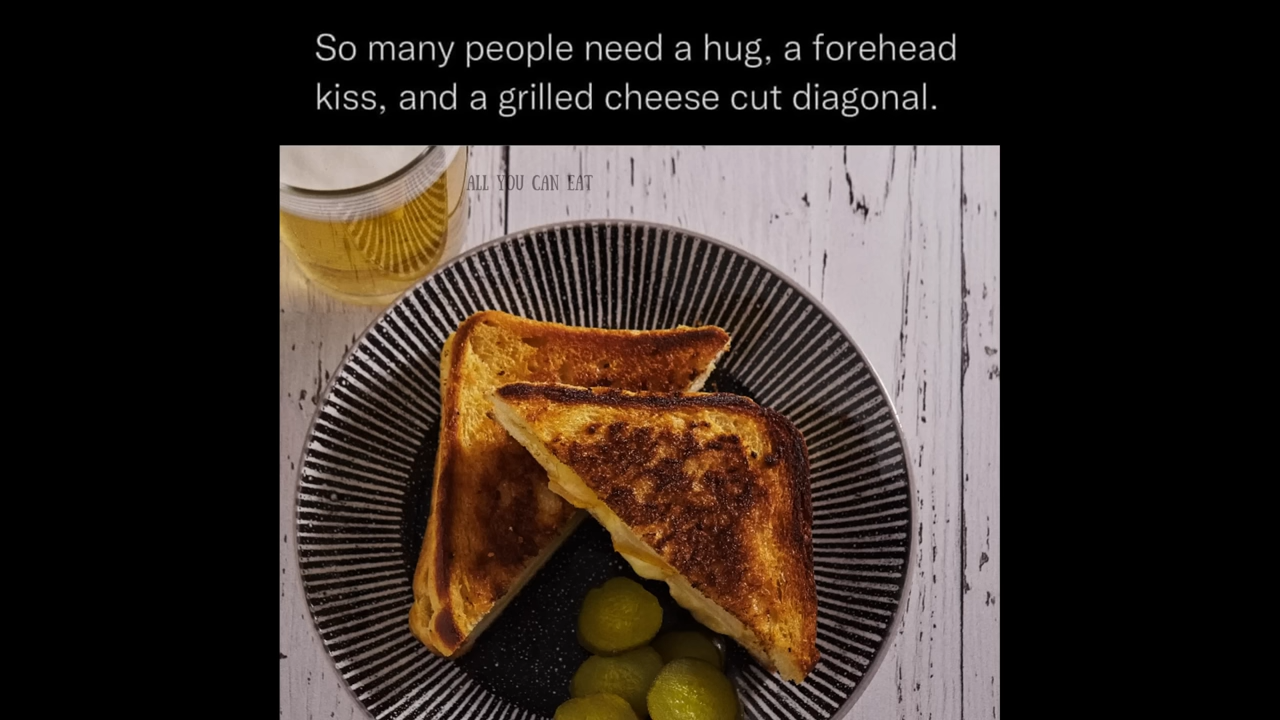 So many people need a hug, a forehead
kiss, and a grilled cheese cut diagonal.
ALL YOU CAN EAT